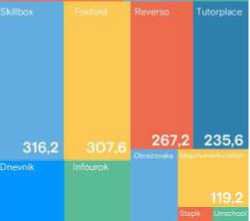 Skillbox
Foxford
Reverso
Tutorplace
316,2
307,6
267,2
235,6
Dnevnik
Infourok
Obrazovaka
119,2
Stepik
Umschool